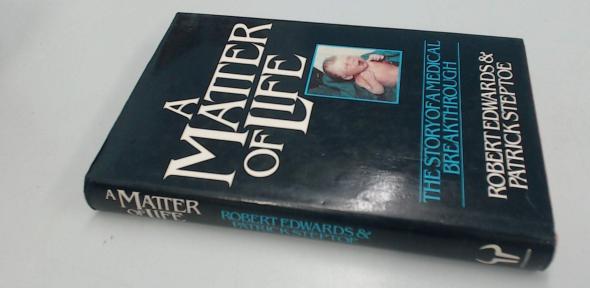 A
MATTER
OF LIFE
THE STORY OF A MEDICAL
BREAKTHROUGH
ROBERT EDWARDS &
PATRICK STEPTOE
A MATTER
OF LIFE
ROBERT EDWARDS &
PATRICK STEPTOE